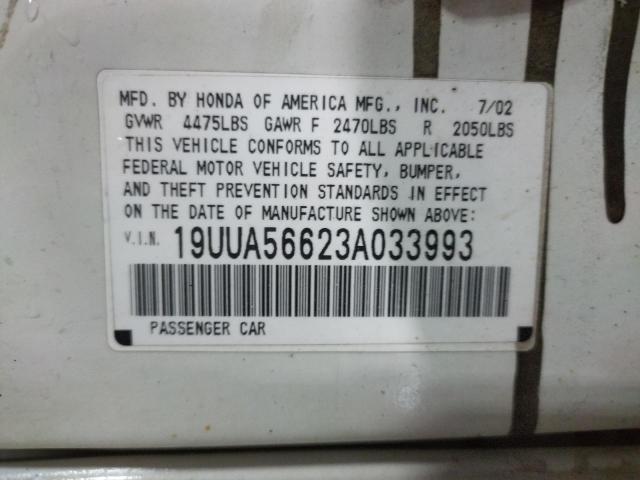 MFD. BY HONDA OF AMERICA MFG., INC. 7/02
GVWR 4475LBS GAWR F 2470LBS R 2050LBS
THIS VEHICLE CONFORMS TO ALL APPLICABLE
FEDERAL MOTOR VEHICLE SAFETY, BUMPER,
AND THEFT PREVENTION STANDARDS IN EFFECT
ON THE DATE OF MANUFACTURE SHOWN ABOVE:
V.I.N. 19UUA56623A033993
PASSENGER CAR